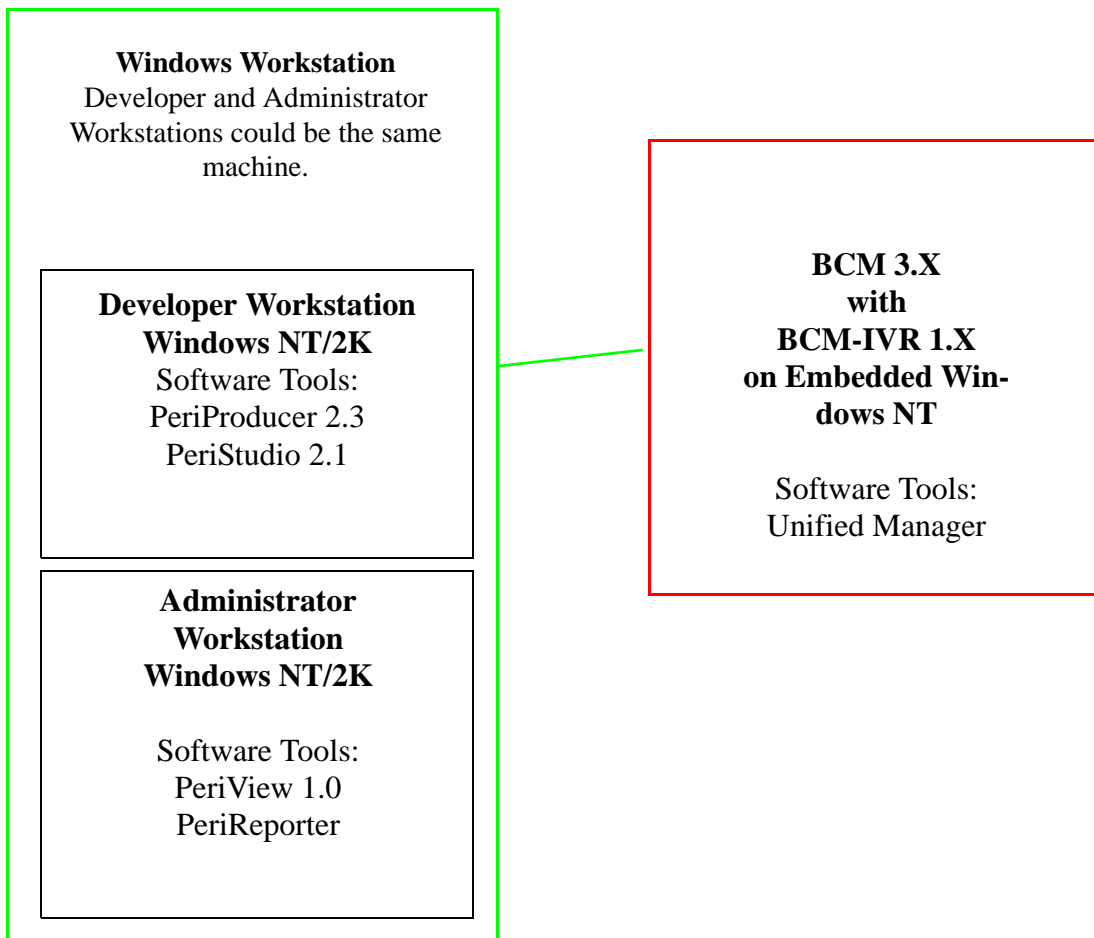 Windows Workstation
Developer and Administrator
Workstations could be the same
machine.
Developer Workstation
Windows NT/2K
Software Tools:
PeriProducer 2.3
PeriStudio 2.1
Administrator
Workstation
Windows NT/2K
Software Tools:
PeriView 1.0
PeriReporter
BCM 3.X
with
BCM-IVR 1.X
on Embedded Win-
dows NT
Software Tools:
Unified Manager